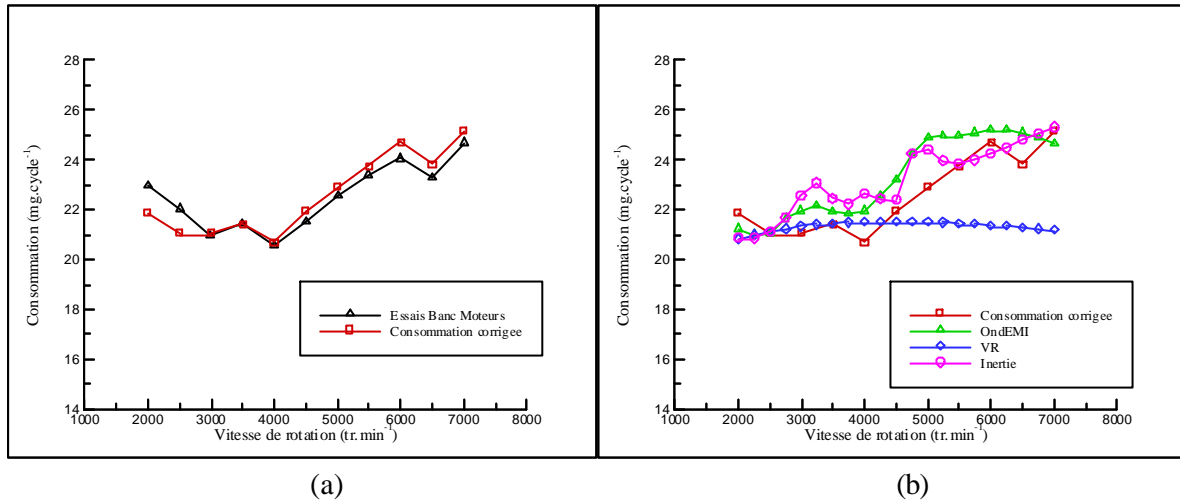 28
26
24
22
20
18
16
14
Consommation (mg.cycle-1)
1000 2000 3000 4000 5000 6000 7000 8000
Vitesse de rotation (tr.min-1)
Essais Banc Moteurs
Consommation corrigee
(a)
28
26
24
22
20
18
16
14
Consommation (mg.cycle-1)
1000 2000 3000 4000 5000 6000 7000 8000
Vitesse de rotation (tr.min-1)
Consommation corrigee
OndEMI
VR
Inertie
(b)